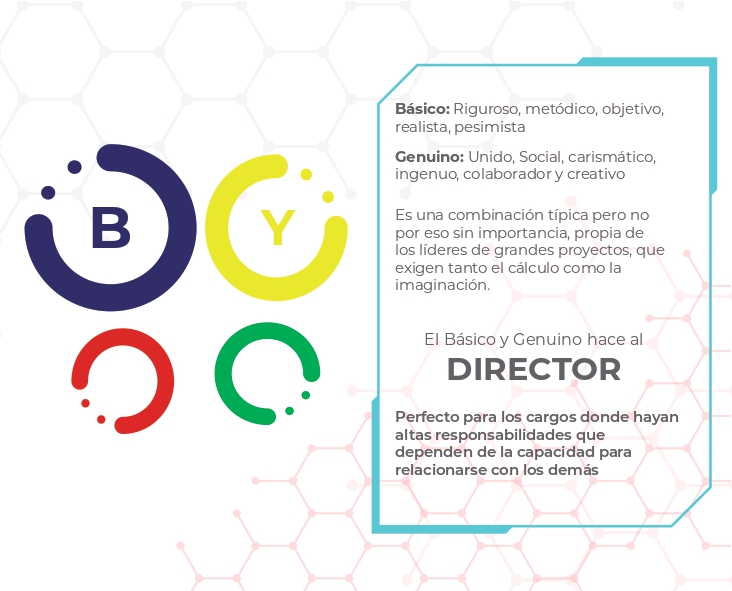 B
Y
Básico: Riguroso, metódico, objetivo,
realista, pesimista
Genuino: Unido, Social, carismático,
ingenuo, colaborador y creativo
Es una combinación típica pero no
por eso sin importancia, propia de
los líderes de grandes proyectos, que
exigen tanto el cálculo como la
imaginación.
El Básico y Genuino hace al
DIRECTOR
Perfecto para los cargos donde hayan
altas responsabilidades que
dependen de la capacidad para
relacionarse con los demás